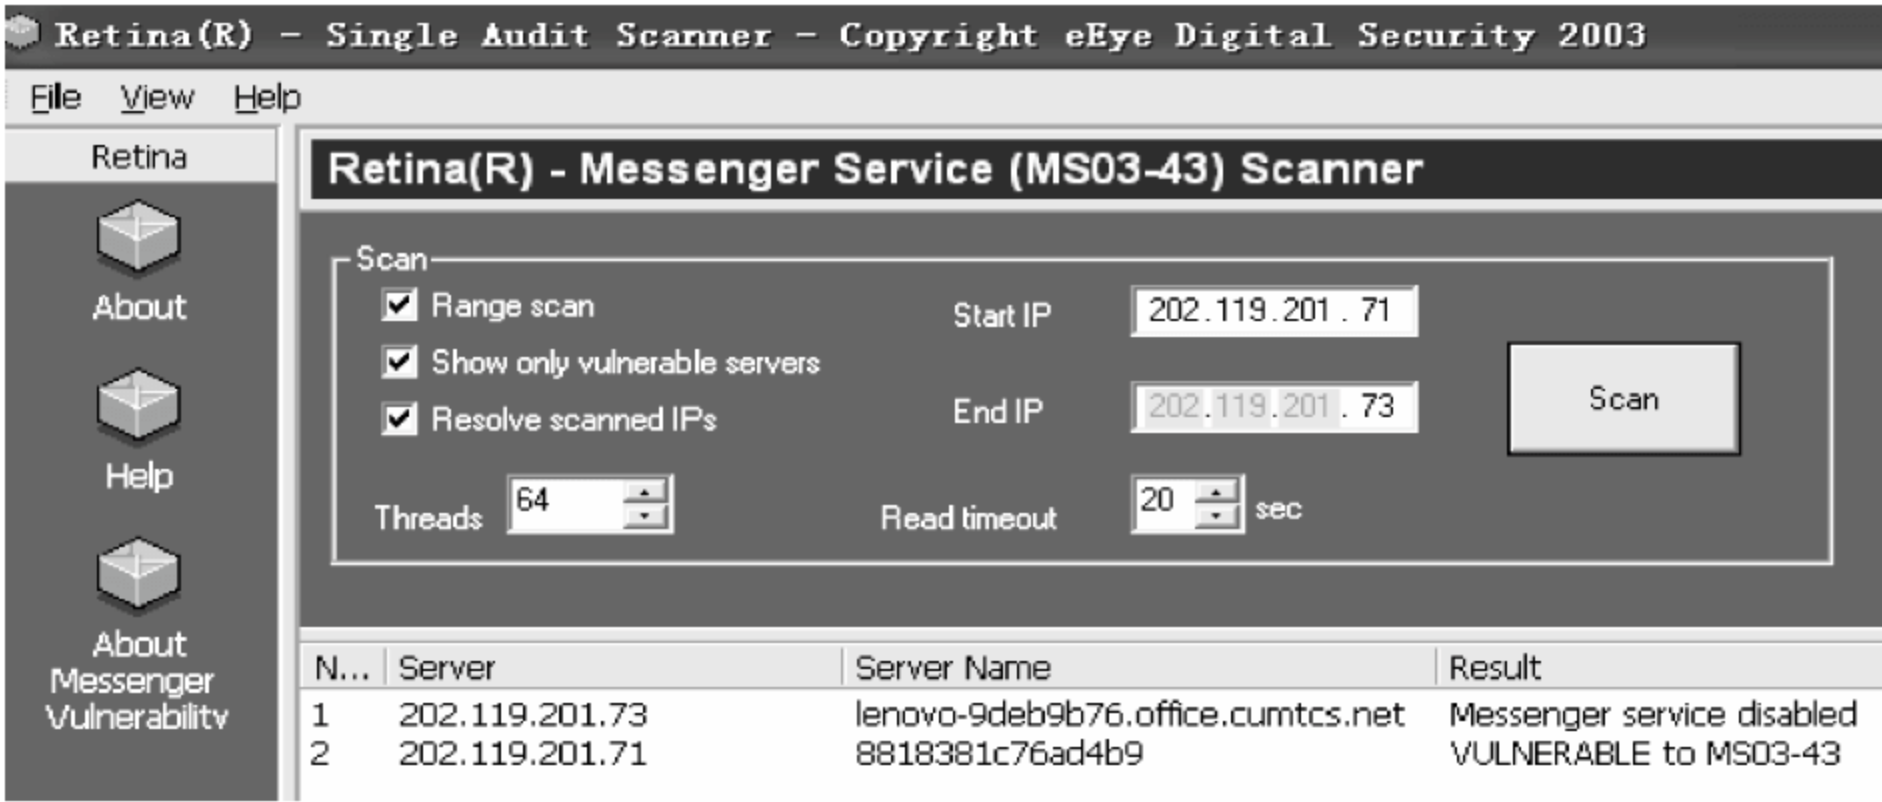 Retina(R) - Single Audit Scanner - Copyright eEye Digital Security 2003
File View Help
Retina
About
Help
About
Messenger
Vulnerability
Retina(R) - Messenger Service (MS03-43) Scanner
Scan
Range scan
Show only vulnerable servers
Resolve scanned IPs
Start IP 202.119.201.71
End IP 202.119.201.73
Threads 64
Read timeout 20 sec
Scan
N... Server Server Name Result
1 202.119.201.73 lenovo-9deb9b76.office.cumtcs.net Messenger service disabled
2 202.119.201.71 8818381c76ad4b9 VULNERABLE to MS03-43